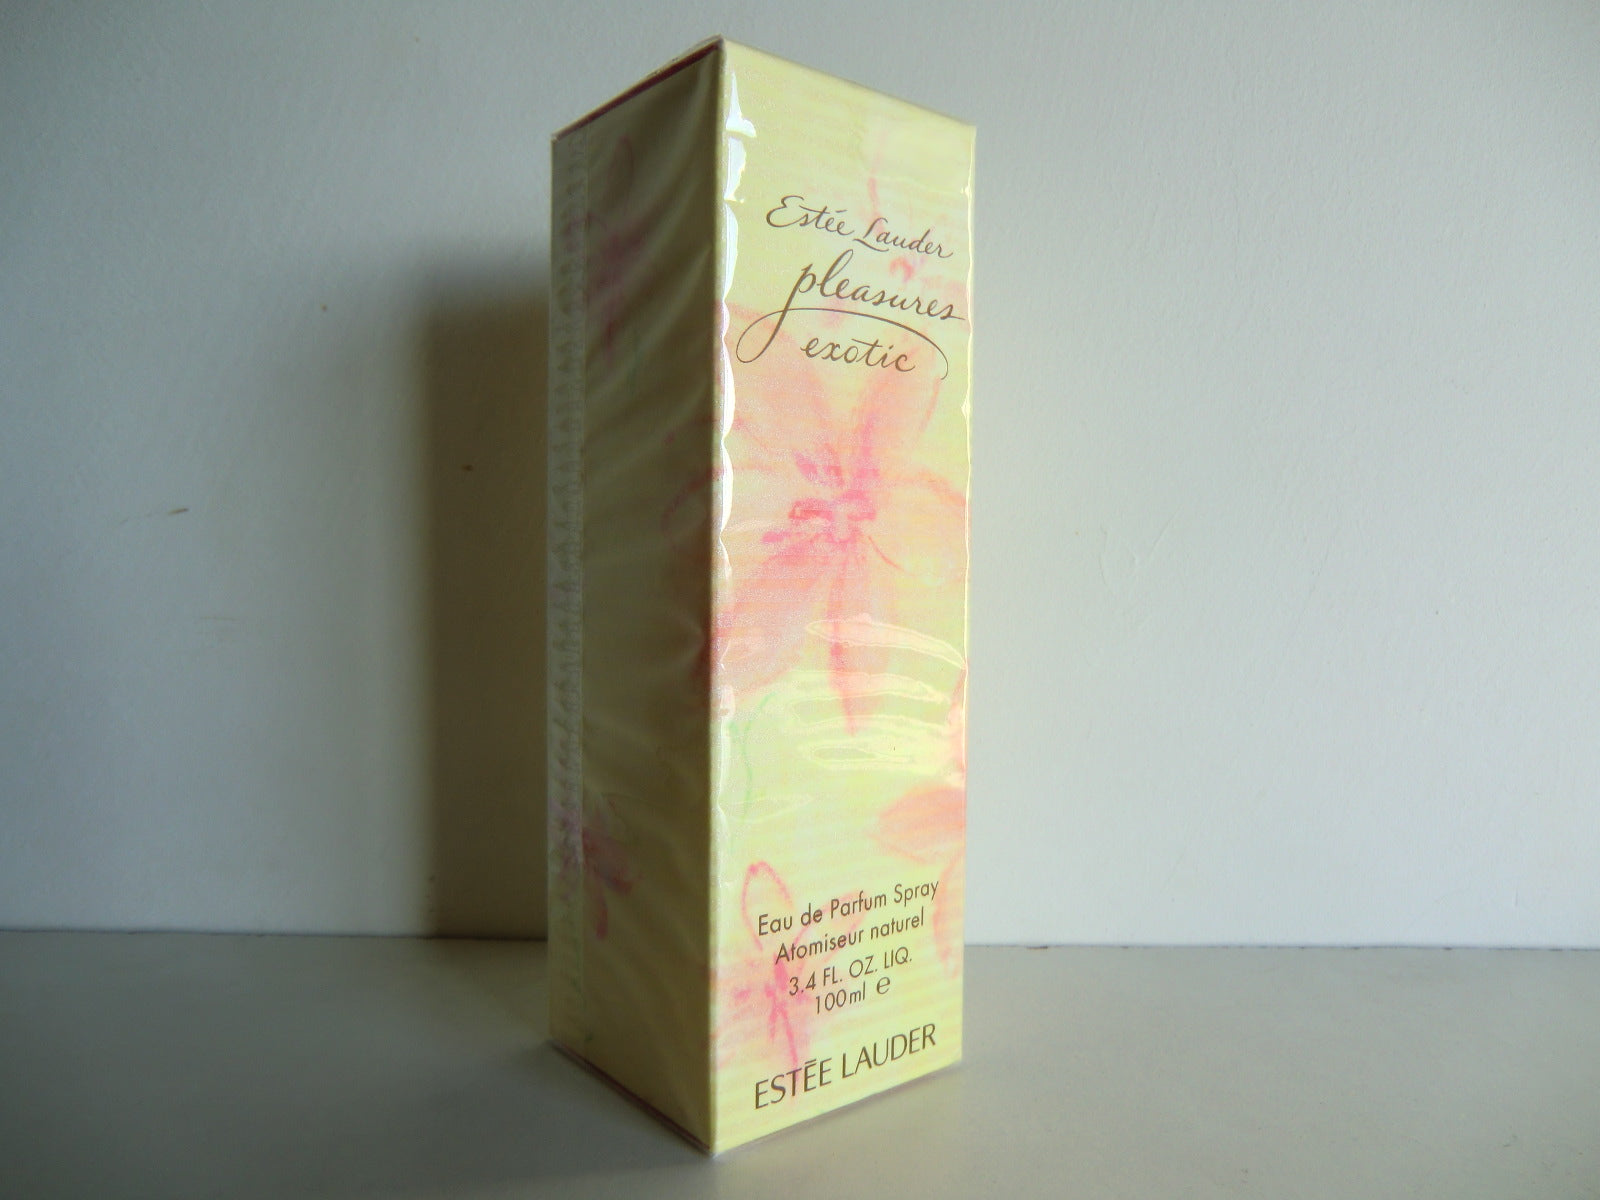 Estée Lauder
pleasures
exotic
Eau de Parfum Spray
Atomiseur naturel
3.4 FL. OZ. LIQ.
100ml ℮
ESTĒE LAUDER